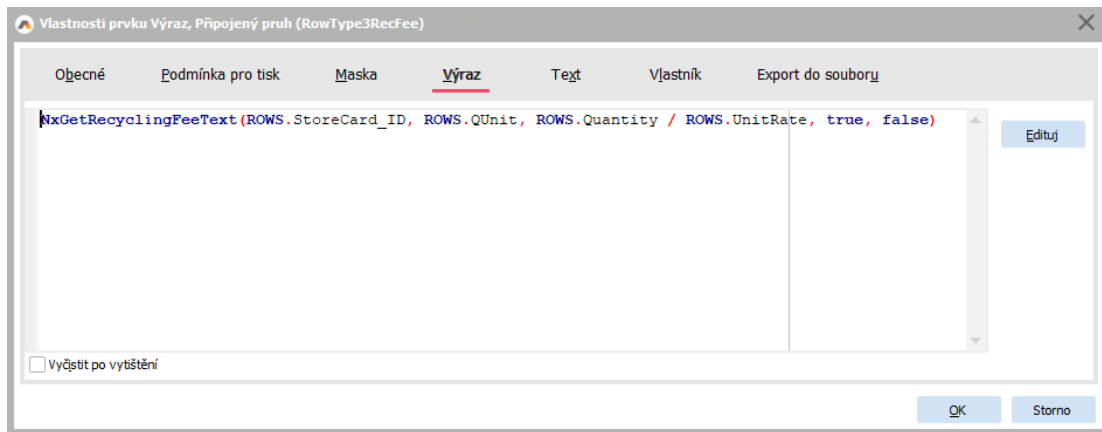 Vlastnosti prvku Výraz, Připojený pruh (RowType3RecFee)
Obecné Podmínka pro tisk Maska Výraz Text Vlastník Export do souboru
NxGetRecyclingFeeText(ROWS.StoreCard_ID, ROWS.QUnit, ROWS.Quantity / ROWS.UnitRate, true, false)
Edituj
Vyčistit po vytištění
OK Storno